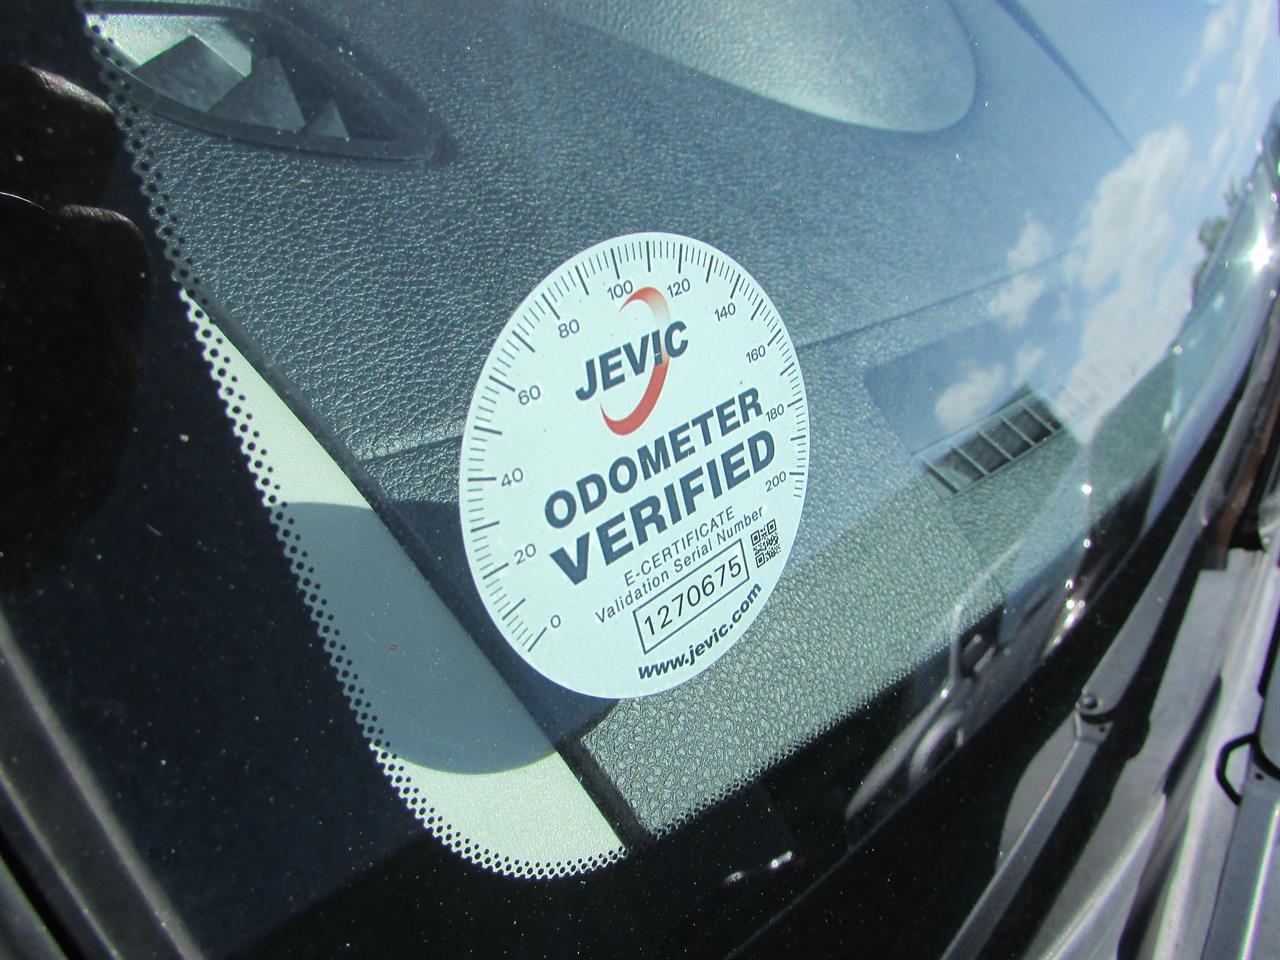 0
20
40
60
80
100
120
140
160
180
200
JEVIC
ODOMETER
VERIFIED
E-CERTIFICATE
Validation Serial Number
1270675
www.jevic.com